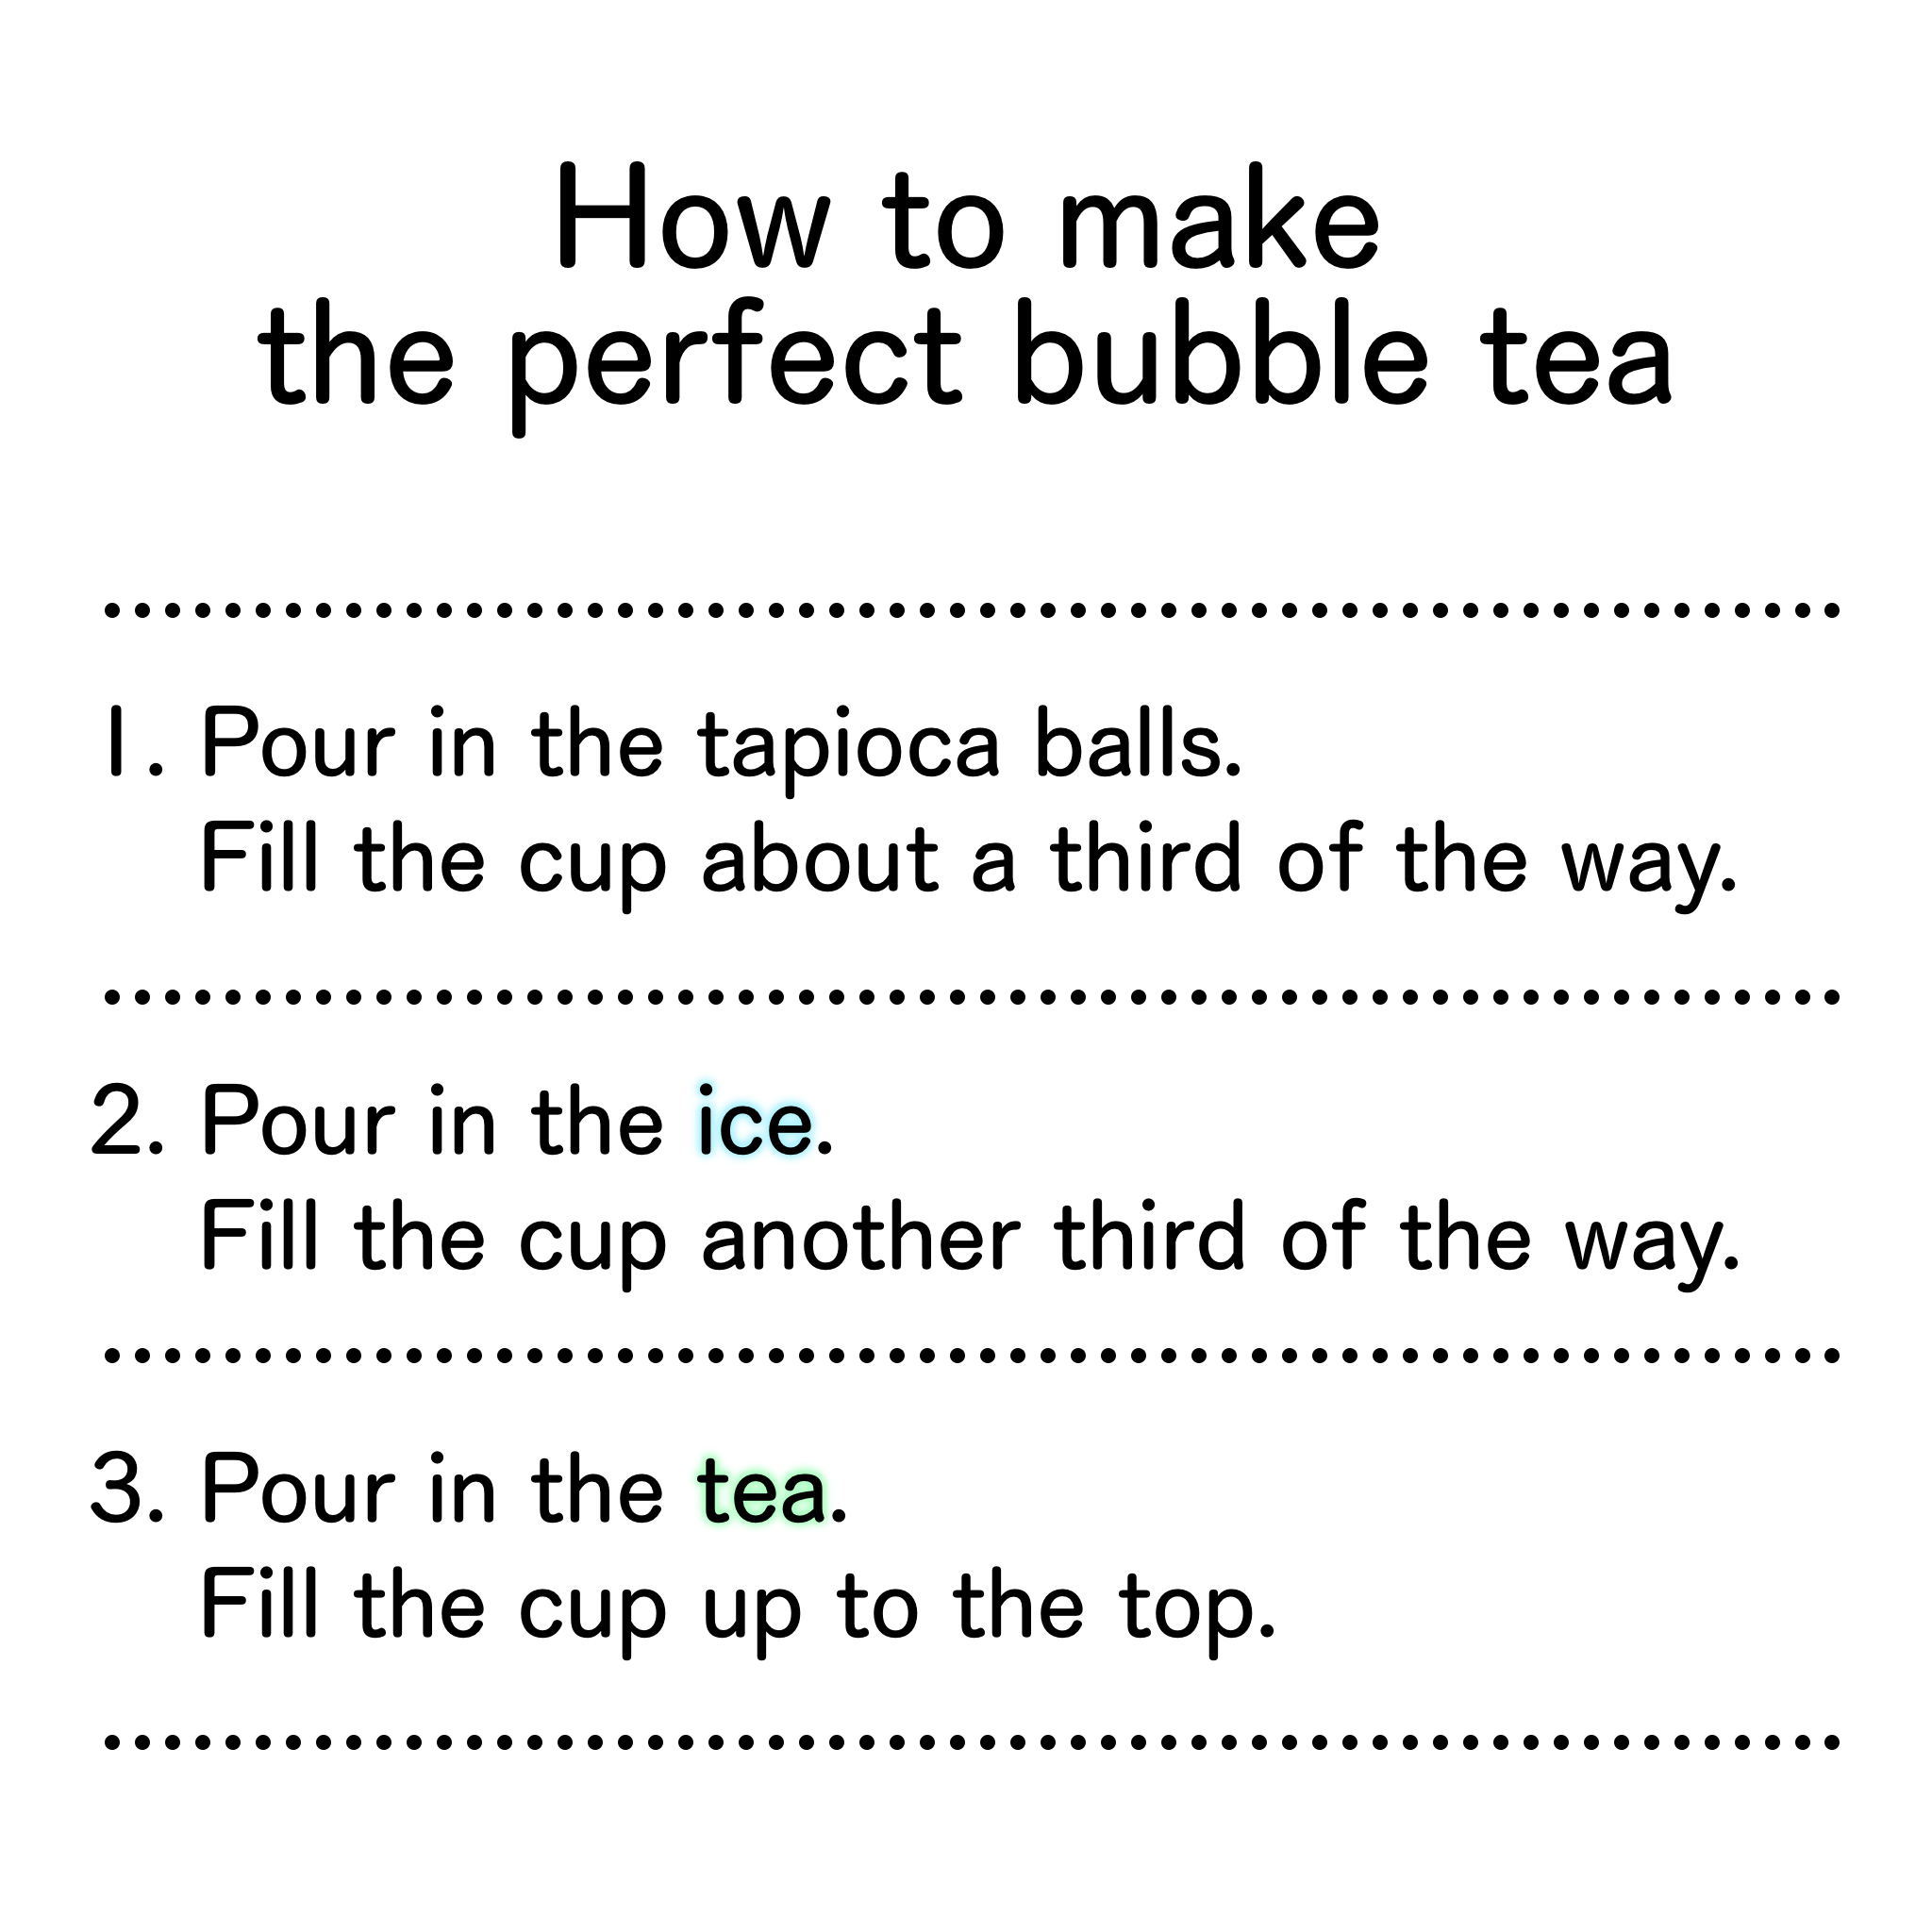 How to make
the perfect bubble tea
1. Pour in the tapioca balls.
Fill the cup about a third of the way.
2. Pour in the ice.
Fill the cup another third of the way.
3. Pour in the tea.
Fill the cup up to the top.